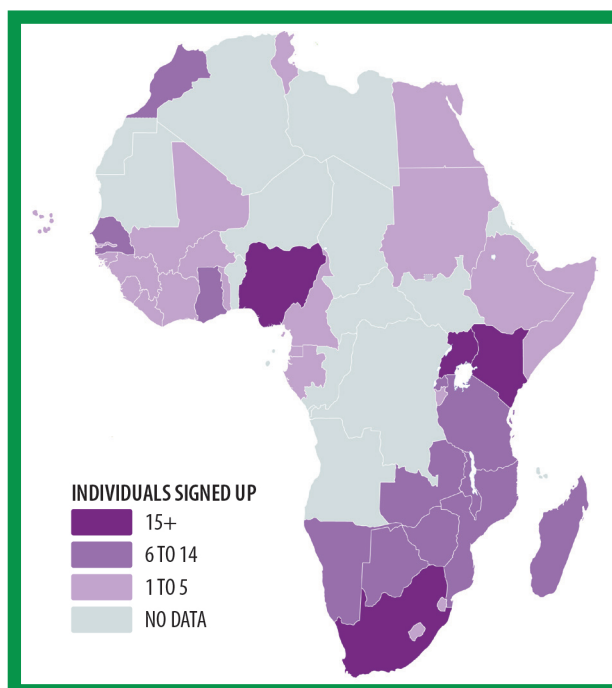 INDIVIDUALS SIGNED UP
15+
6 TO 14
1 TO 5
NO DATA